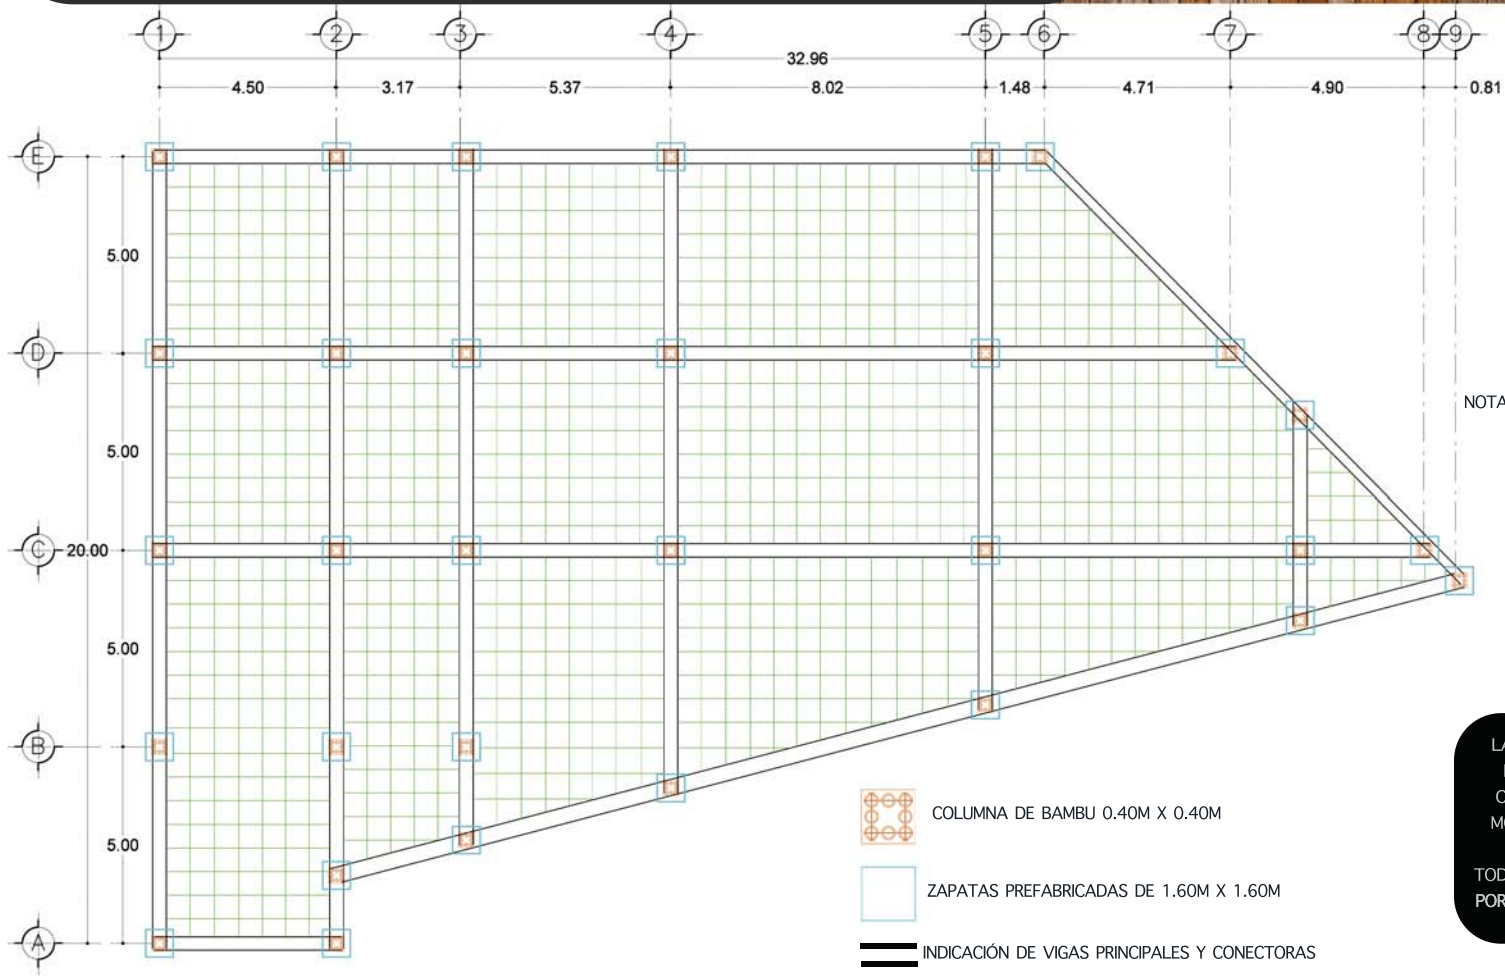 1 2 3 4 5 6 7 8 9
32.96
4.50 3.17 5.37 8.02 1.48 4.71 4.90 0.81
E
5.00
D
5.00
NOTA
C 20.00
5.00
B
5.00
A
COLUMNA DE BAMBU 0.40M X 0.40M
ZAPATAS PREFABRICADAS DE 1.60M X 1.60M
INDICACIÓN DE VIGAS PRINCIPALES Y CONECTORAS
LA
TOD
POR